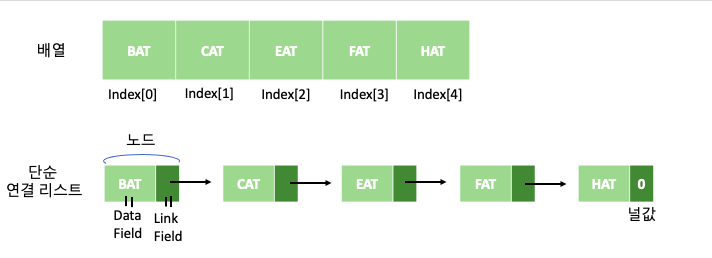 배열
BAT CAT EAT FAT HAT
Index[0] Index[1] Index[2] Index[3] Index[4]
노드
단순
연결 리스트
BAT CAT EAT FAT HAT 0
Data
Field
Link
Field
널값